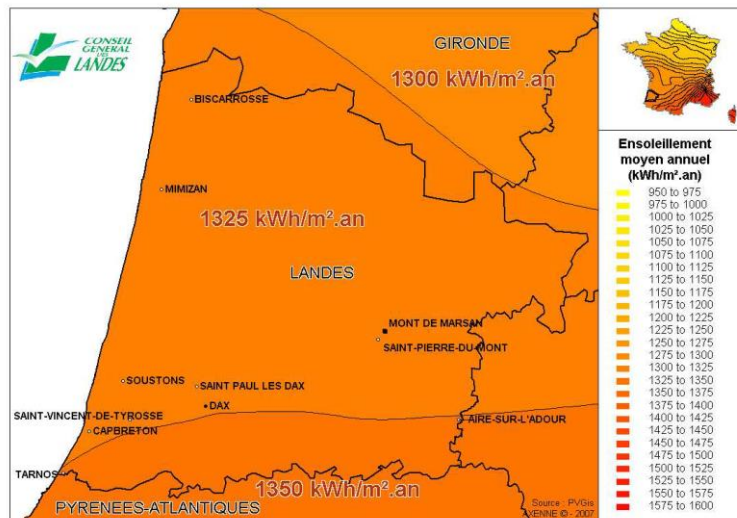 CONSEIL
GENERAL
DES
LANDES
GIRONDE
1300 kWh/m².an
BISCARROSSE
MIMIZAN
1325 kWh/m².an
LANDES
MONT DE MARSAN
SAINT-PIERRE-DU-MONT
SOUSTONS
SAINT PAUL LES DAX
DAX
SAINT-VINCENT-DE-TYROSSE
CAPBRETON
AIRE-SUR-L'ADOUR
TARNOS
1350 kWh/m².an
PYRENEES-ATLANTIQUES
Source : PVGis
AXENNE © - 2007
Ensoleillement
moyen annuel
(kWh/m².an)
950 to 975
975 to 1000
1000 to 1025
1025 to 1050
1050 to 1075
1075 to 1100
1100 to 1125
1125 to 1150
1150 to 1175
1175 to 1200
1200 to 1225
1225 to 1250
1250 to 1275
1275 to 1300
1300 to 1325
1325 to 1350
1350 to 1375
1375 to 1400
1400 to 1425
1425 to 1450
1450 to 1475
1475 to 1500
1500 to 1525
1525 to 1550
1550 to 1575
1575 to 1600